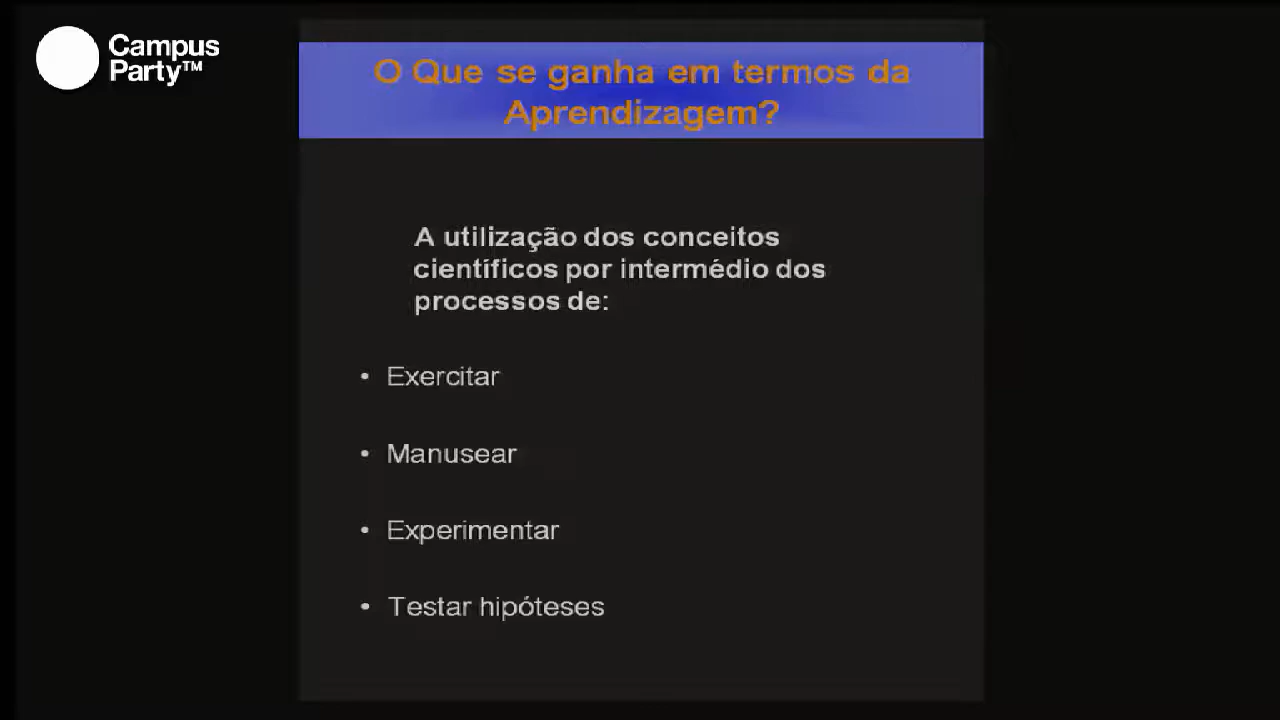 Campus
Party™
O Que se ganha em termos da
Aprendizagem?
A utilização dos conceitos
científicos por intermédio dos
processos de:
• Exercitar
• Manusear
• Experimentar
• Testar hipóteses